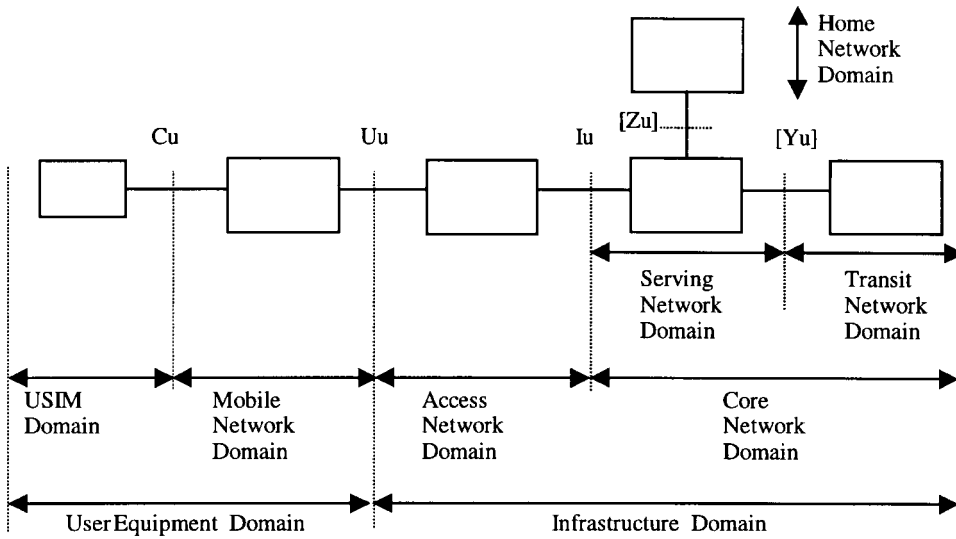 Home
Network
Domain
[Zu]
Cu
Uu
Iu
[Yu]
Serving
Network
Domain
Transit
Network
Domain
USIM
Domain
Mobile
Network
Domain
Access
Network
Domain
Core
Network
Domain
User Equipment Domain
Infrastructure Domain